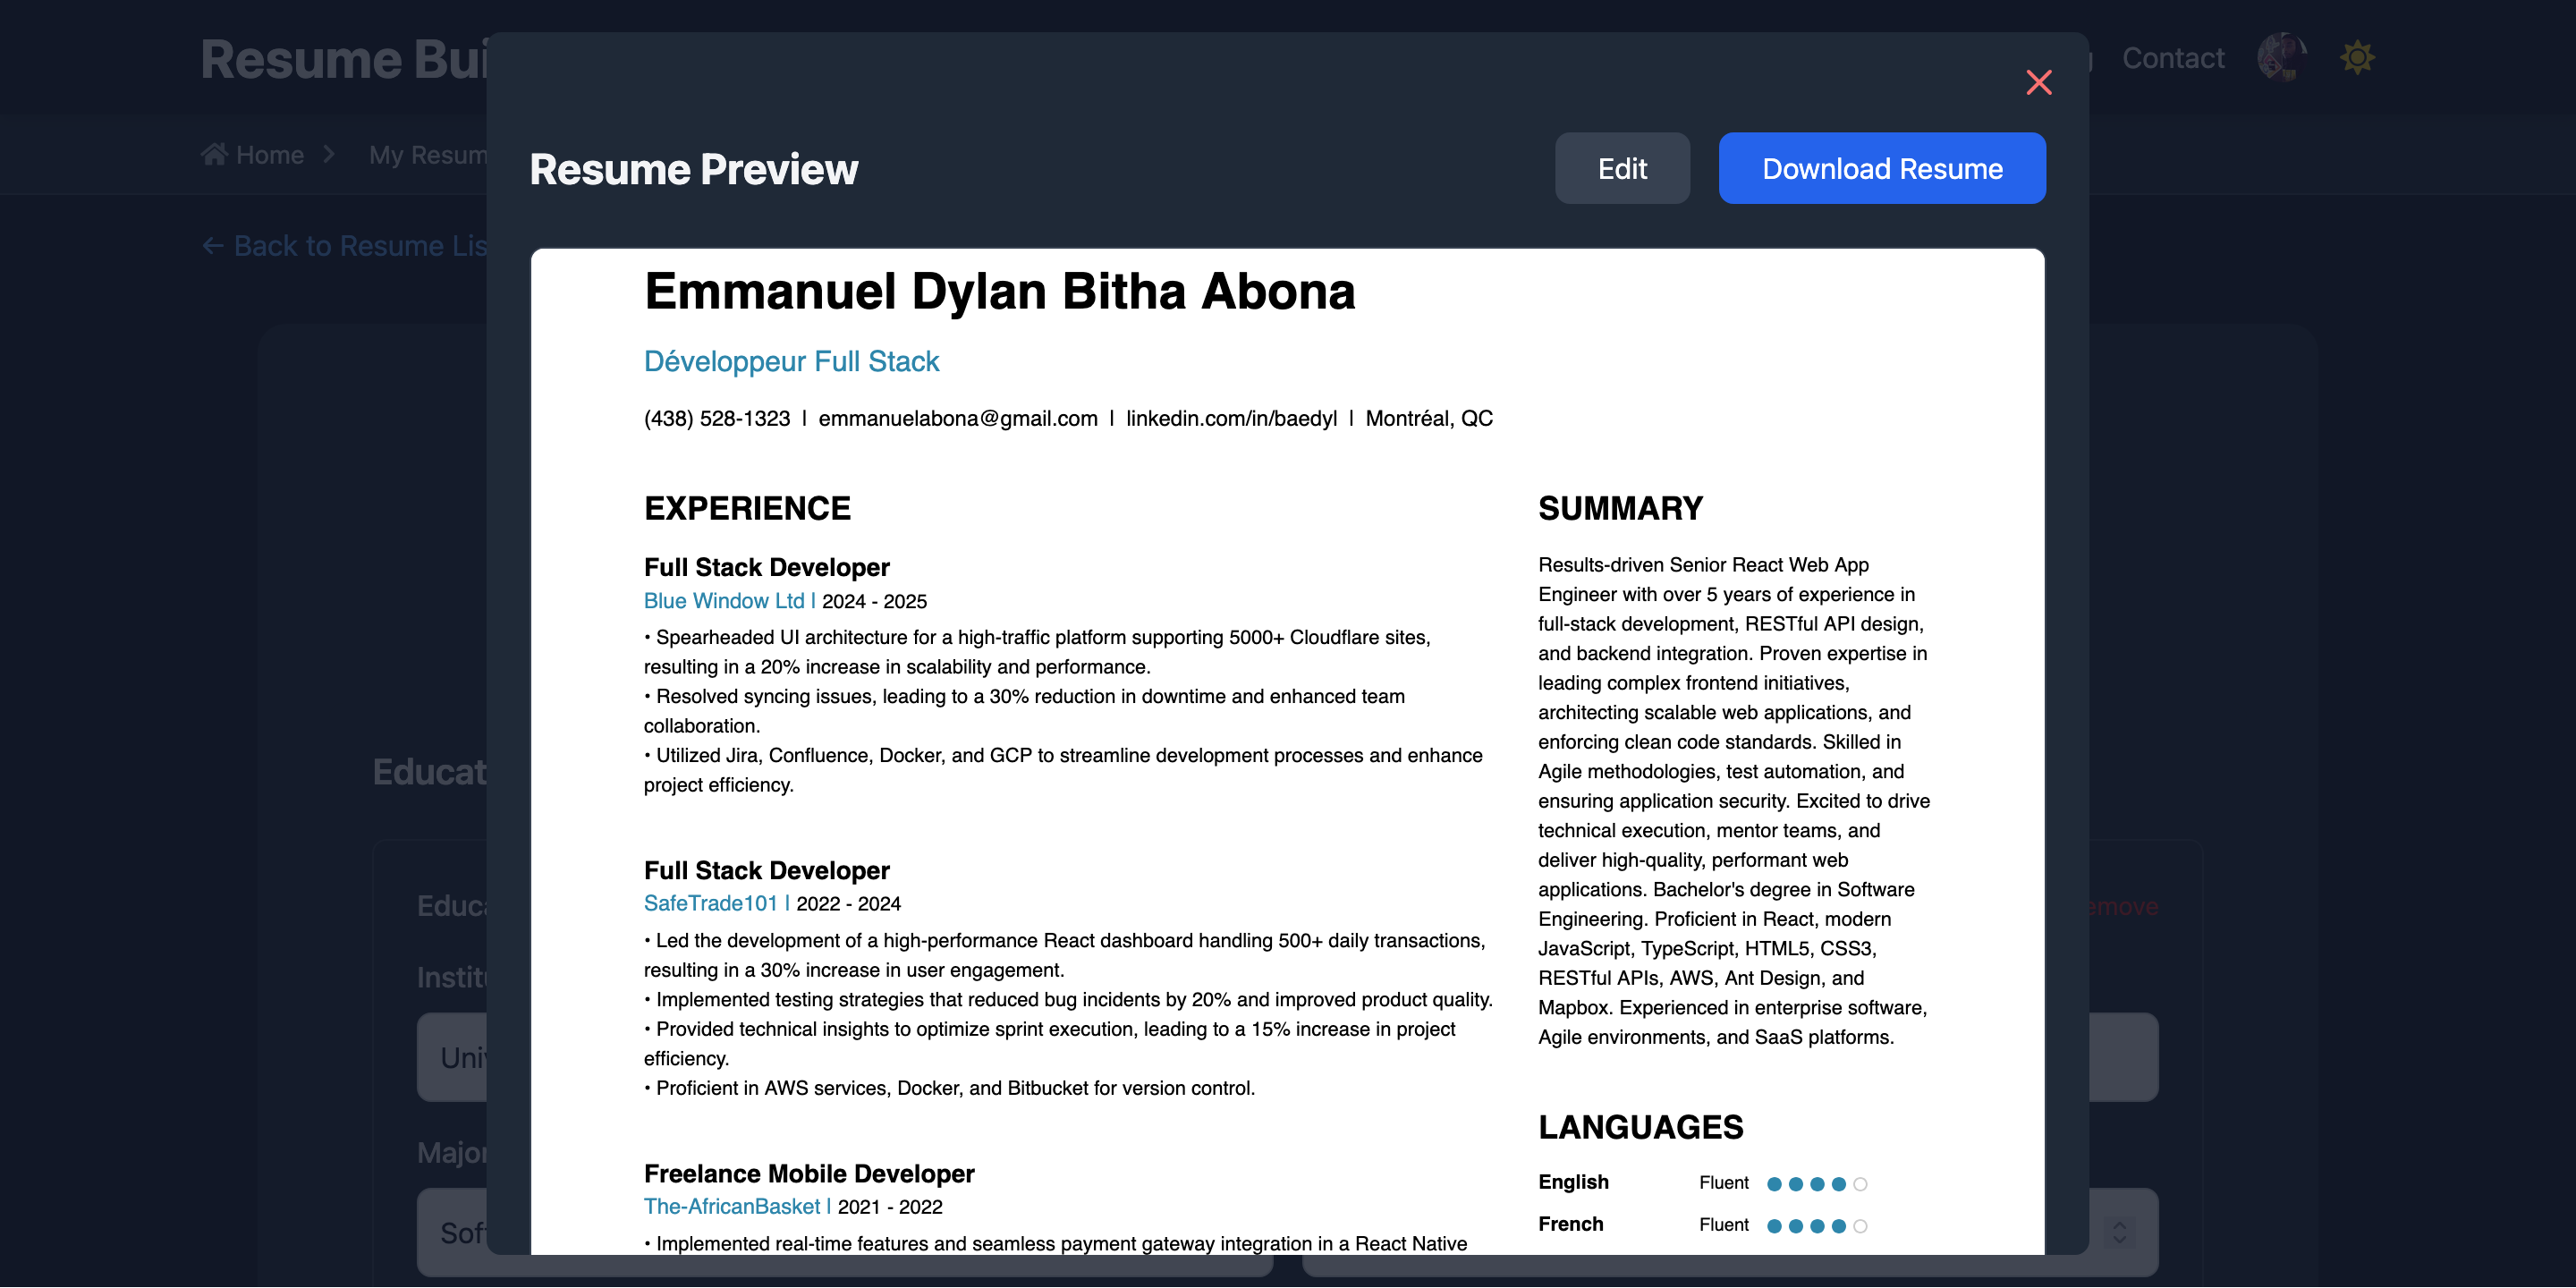 Resume Bui
Contact
Home
My Resum
← Back to Resume Lis
Resume Preview
Edit
Download Resume
Emmanuel Dylan Bitha Abona
Développeur Full Stack
(438) 528-1323 | emmanuelabona@gmail.com | linkedin.com/in/baedyl | Montréal, QC
EXPERIENCE
Full Stack Developer
Blue Window Ltd | 2024 - 2025
• Spearheaded UI architecture for a high-traffic platform supporting 5000+ Cloudflare sites,
resulting in a 20% increase in scalability and performance.
• Resolved syncing issues, leading to a 30% reduction in downtime and enhanced team
collaboration.
• Utilized Jira, Confluence, Docker, and GCP to streamline development processes and enhance
project efficiency.
Full Stack Developer
SafeTrade101 | 2022 - 2024
• Led the development of a high-performance React dashboard handling 500+ daily transactions,
resulting in a 30% increase in user engagement.
• Implemented testing strategies that reduced bug incidents by 20% and improved product quality.
• Provided technical insights to optimize sprint execution, leading to a 15% increase in project
efficiency.
• Proficient in AWS services, Docker, and Bitbucket for version control.
Freelance Mobile Developer
The-AfricanBasket | 2021 - 2022
• Implemented real-time features and seamless payment gateway integration in a React Native
SUMMARY
Results-driven Senior React Web App
Engineer with over 5 years of experience in
full-stack development, RESTful API design,
and backend integration. Proven expertise in
leading complex frontend initiatives,
architecting scalable web applications, and
enforcing clean code standards. Skilled in
Agile methodologies, test automation, and
ensuring application security. Excited to drive
technical execution, mentor teams, and
deliver high-quality, performant web
applications. Bachelor's degree in Software
Engineering. Proficient in React, modern
JavaScript, TypeScript, HTML5, CSS3,
RESTful APIs, AWS, Ant Design, and
Mapbox. Experienced in enterprise software,
Agile environments, and SaaS platforms.
LANGUAGES
English Fluent
French Fluent
Educat
Educa
emove
Institu
Univ
Major
Soft